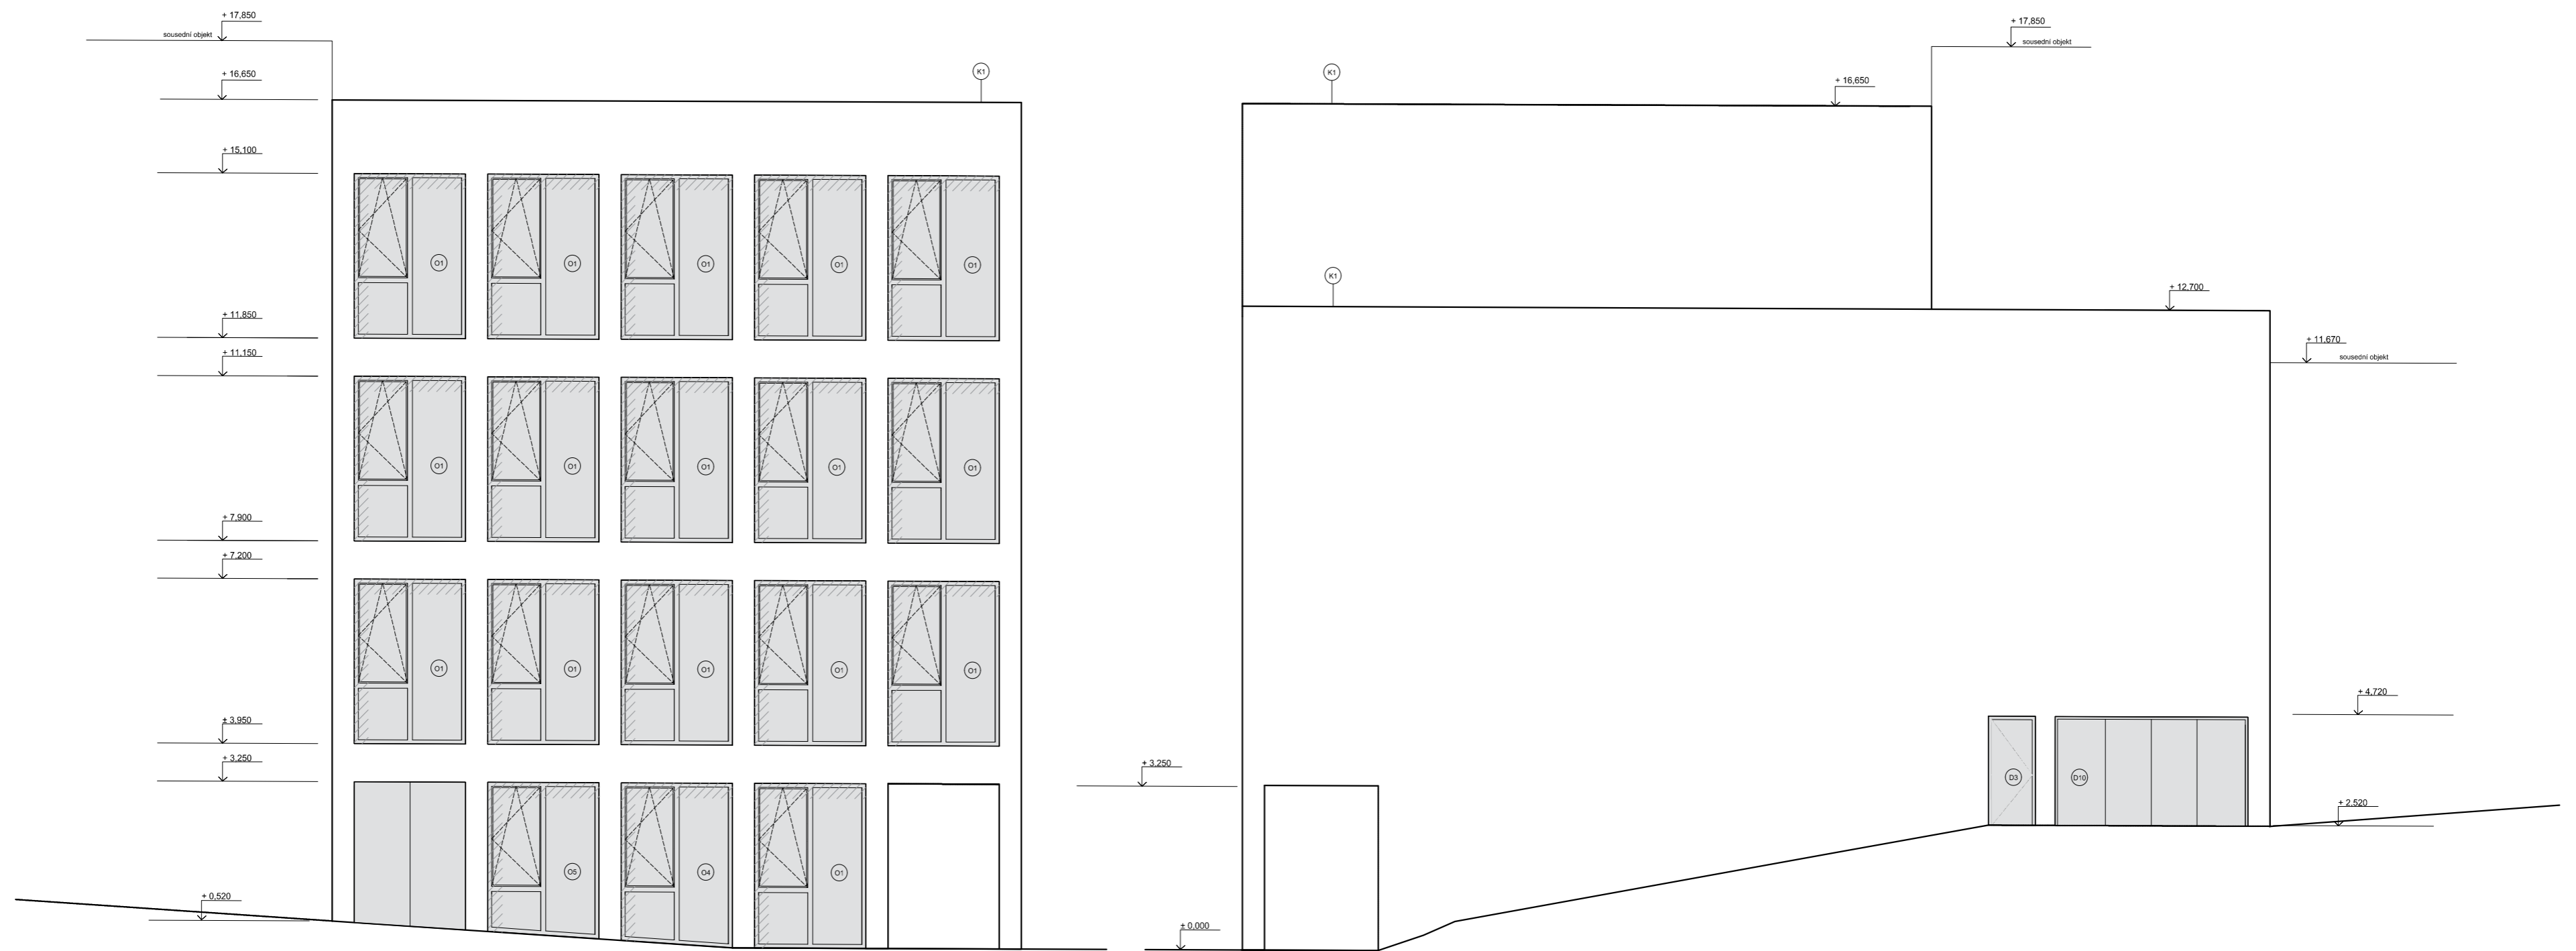 + 17,850
sousední objekt
+ 16,650
K1
+ 15,100
O1 O1 O1 O1 O1
+ 11,850
+ 11,150
O1 O1 O1 O1 O1
+ 7,900
+ 7,200
O1 O1 O1 O1 O1
+ 3,950
+ 3,250
O5 O4 O1
+ 0,520
+ 17,850
sousední objekt
K1
+ 16,650
K1
+ 12,700
+ 11,670
sousední objekt
+ 4,720
+ 3,250
D3 D10
+ 2,520
± 0,000